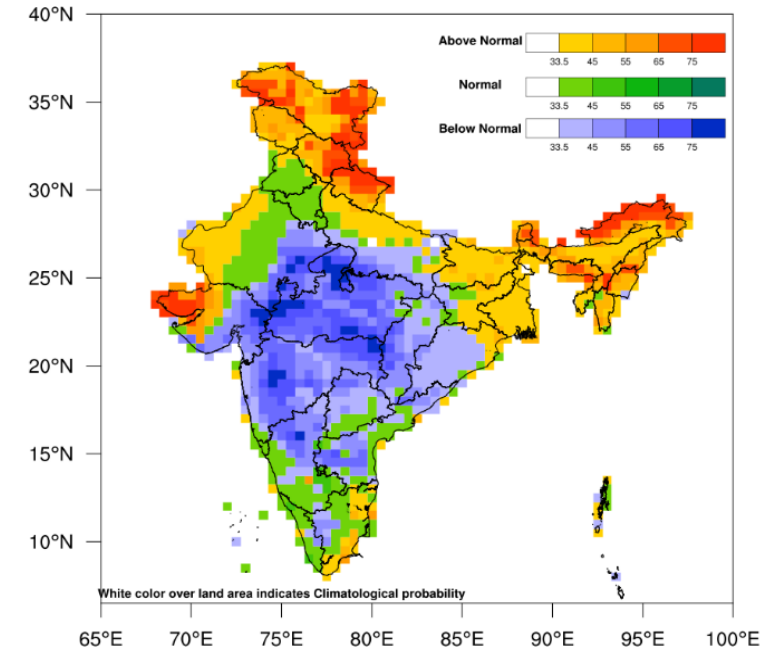 40°N
Above Normal
33.5 45 55 65 75
Normal
33.5 45 55 65 75
Below Normal
33.5 45 55 65 75
35°N
30°N
25°N
20°N
15°N
10°N
White color over land area indicates Climatological probability
65°E 70°E 75°E 80°E 85°E 90°E 95°E 100°E